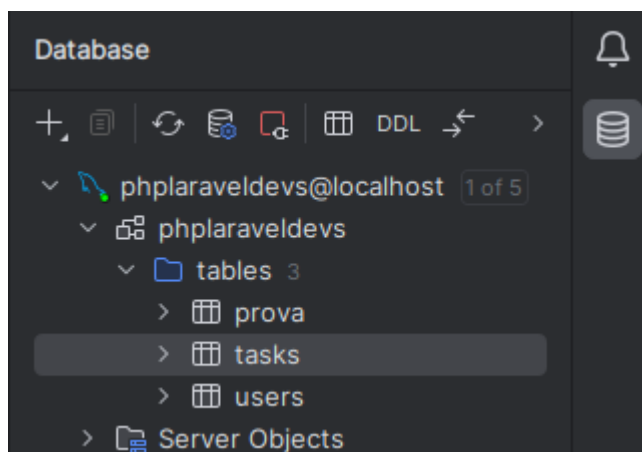 Database
DDL
phplaraveldevs@localhost 1 of 5
phplaraveldevs
tables 3
prova
tasks
users
Server Objects